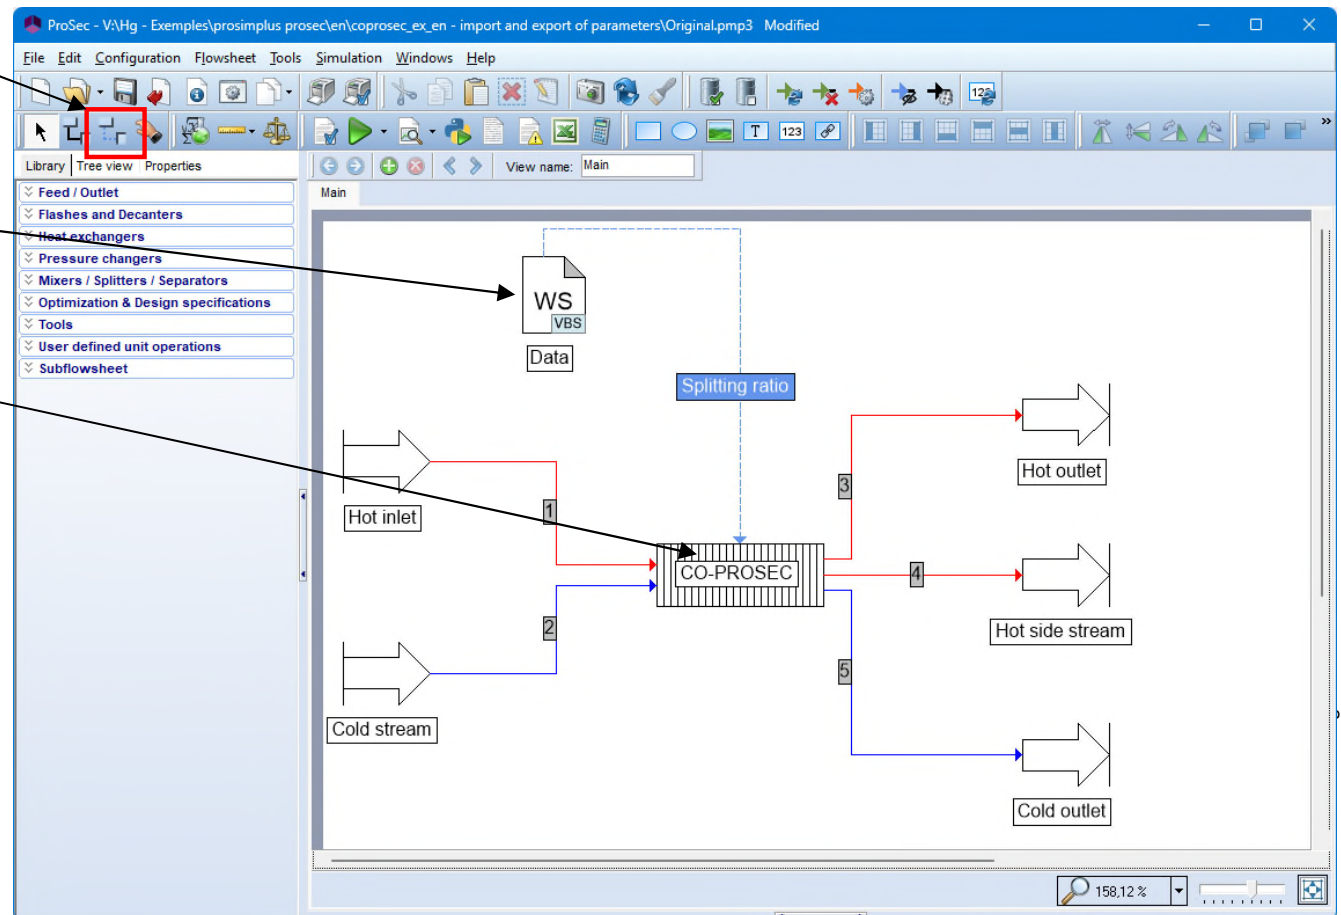 ProSec - V:\Hg - Exemples\prosimplus prosec\en\coprosec_ex_en - import and export of parameters\Original.pmp3 Modified
File Edit Configuration Flowsheet Tools Simulation Windows Help
123
T 123
Library Tree view Properties
View name: Main
Feed / Outlet
Main
Flashes and Decanters
Heat exchangers
Pressure changers
Mixers / Splitters / Separators
Optimization & Design specifications
Tools
User defined unit operations
Subflowsheet
WS
VBS
Data
Splitting ratio
Hot outlet
3
1
Hot inlet
CO-PROSEC
4
2
Hot side stream
5
Cold stream
Cold outlet
158,12 %